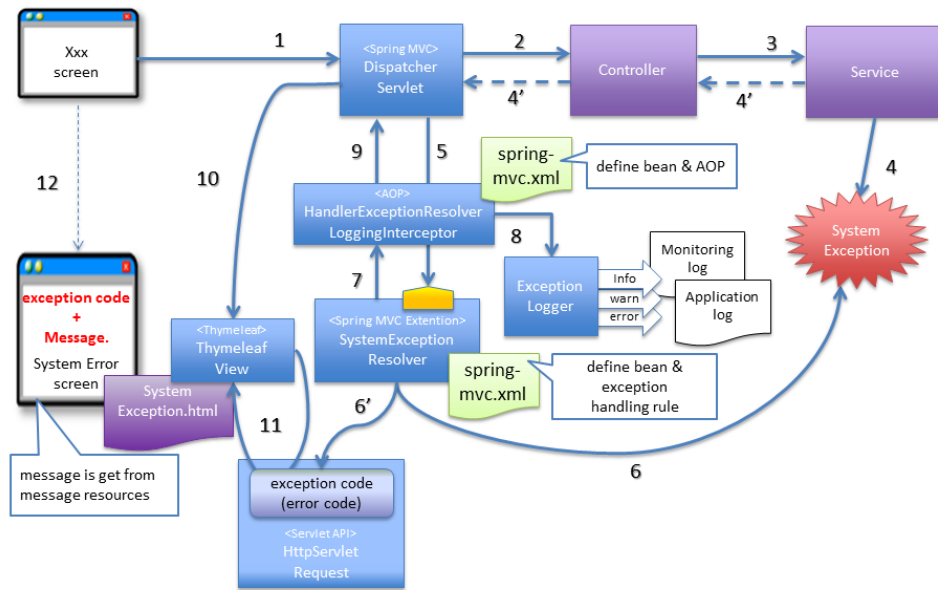 Xxx
screen
1
<Spring MVC>
Dispatcher
Servlet
2
4’
Controller
3
4’
Service
12
10
9
5
spring-
mvc.xml
define bean & AOP
4
<AOP>
HandlerExceptionResolver
LoggingInterceptor
8
System
Exception
7
Exception
Logger
Info
warn
error
Monitoring
log
Application
log
exception code
+
Message.
System Error
screen
<Thymeleaf>
Thymeleaf
View
<Spring MVC Extention>
SystemException
Resolver
spring-
mvc.xml
define bean &
exception
handling rule
System
Exception.html
11
6’
6
message is get from
message resources
exception code
(error code)
<Servlet API>
HttpServlet
Request